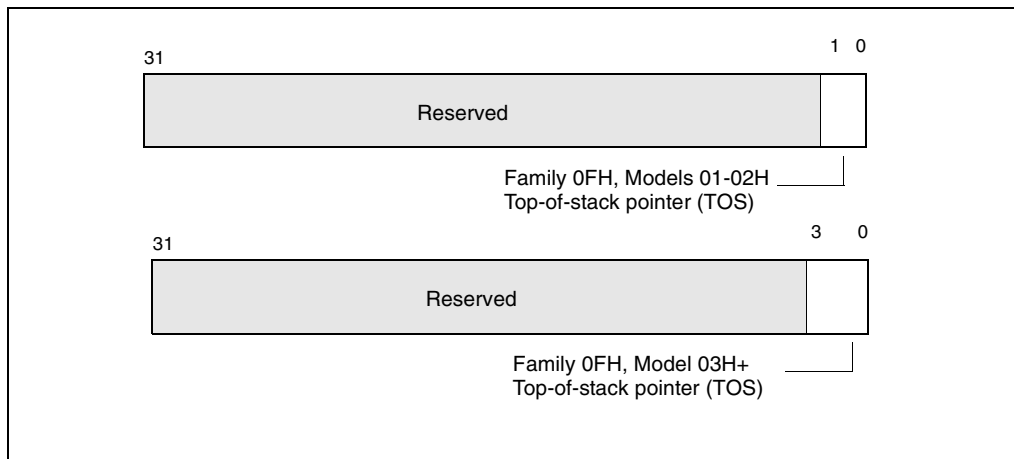 1 0
31
Reserved
Family 0FH, Models 01-02H
Top-of-stack pointer (TOS)
3 0
31
Reserved
Family 0FH, Model 03H+
Top-of-stack pointer (TOS)